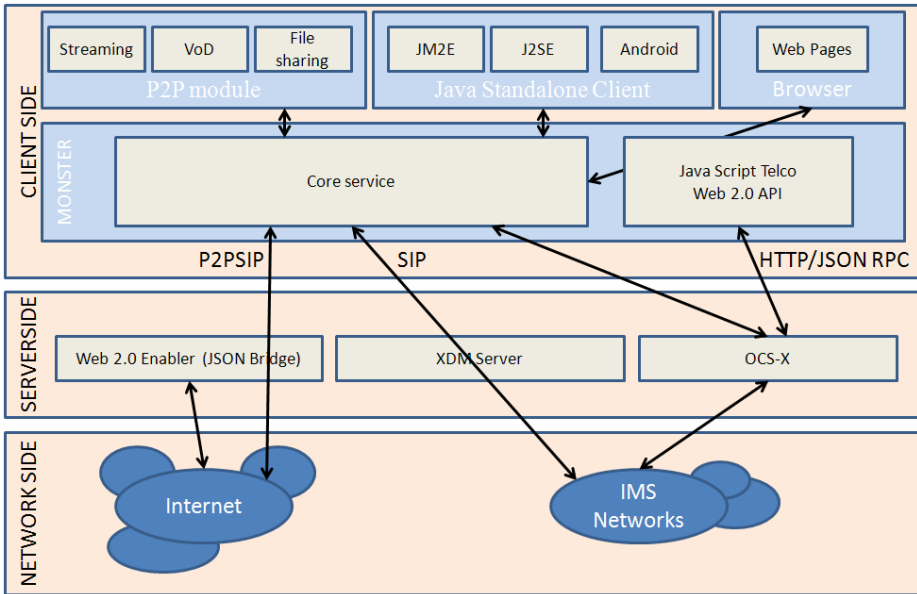 CLIENT SIDE
Streaming
VoD
File
sharing
P2P module
JM2E
J2SE
Android
Java Standalone Client
Web Pages
Browser
MONSTER
Core service
Java Script Telco
Web 2.0 API
P2PSIP
SIP
HTTP/JSON RPC
SERVERSIDE
Web 2.0 Enabler (JSON Bridge)
XDM Server
OCS-X
NETWORK SIDE
Internet
IMS
Networks